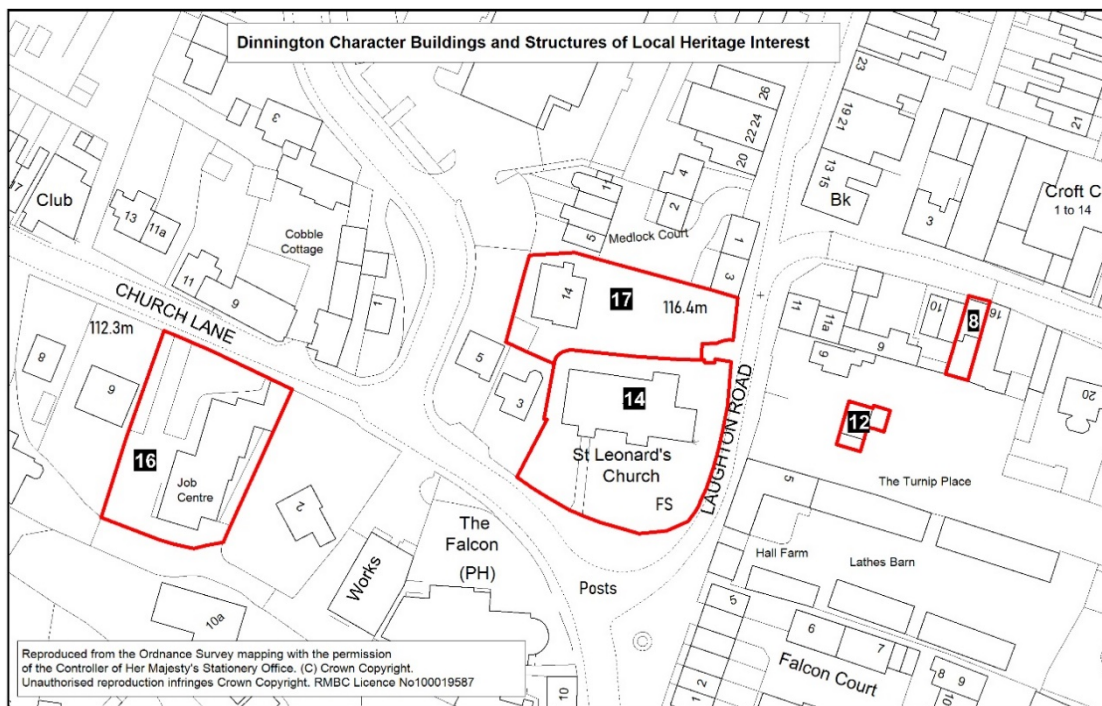 Dinnington Character Buildings and Structures of Local Heritage Interest
23
26
22 24
20
19 21
13 15
Bk
3
21
Croft C
1 to 14
3
17
Club
13
11a
Cobble
Cottage
11
9
1
11
5
4
2
Medlock Court
1
3
CHURCH LANE
112.3m
14
17
116.4m
11
11a
9
9
10
8
16
20
8
9
16
Job
Centre
5
3
14
St Leonard's
Church
FS
LAUGHTON ROAD
12
The Turnip Place
5
Hall Farm
Lathes Barn
2
The
Falcon
(PH)
Works
Posts
10a
10
5
2
1
6
7
Falcon Court
8
9
10
Reproduced from the Ordnance Survey mapping with the permission
of the Controller of Her Majesty's Stationery Office. (C) Crown Copyright.
Unauthorised reproduction infringes Crown Copyright. RMBC Licence No100019587